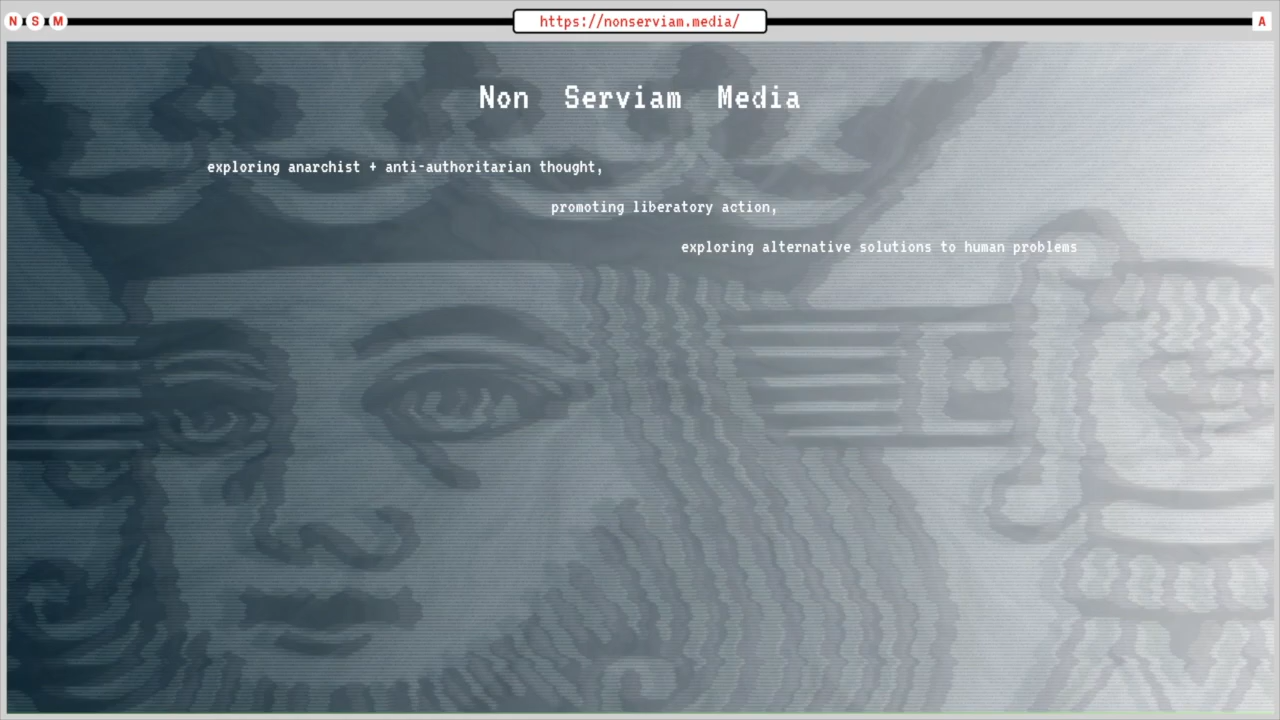 N S M
https://nonserviam.media/
A
Non Serviam Media
exploring anarchist + anti-authoritarian thought,
promoting liberatory action,
exploring alternative solutions to human problems